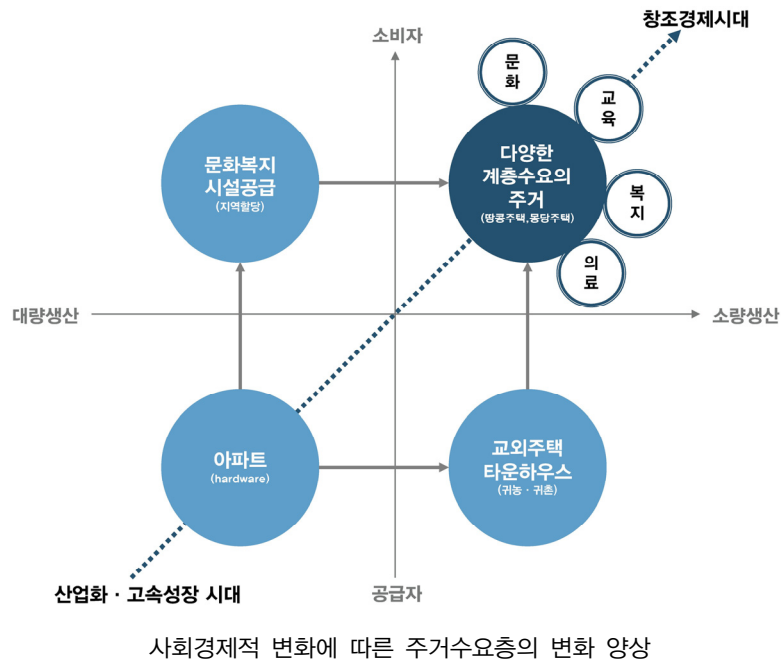 창조경제시대
소비자
문
화
교
육
문화복지
시설공급
(지역할당)
다양한
계층수요의
주거
(땅콩주택,몽당주택)
복
지
의
료
대량생산
소량생산
아파트
(hardware)
교외주택
타운하우스
(귀농 · 귀촌)
산업화 · 고속성장 시대
공급자
사회경제적 변화에 따른 주거수요층의 변화 양상